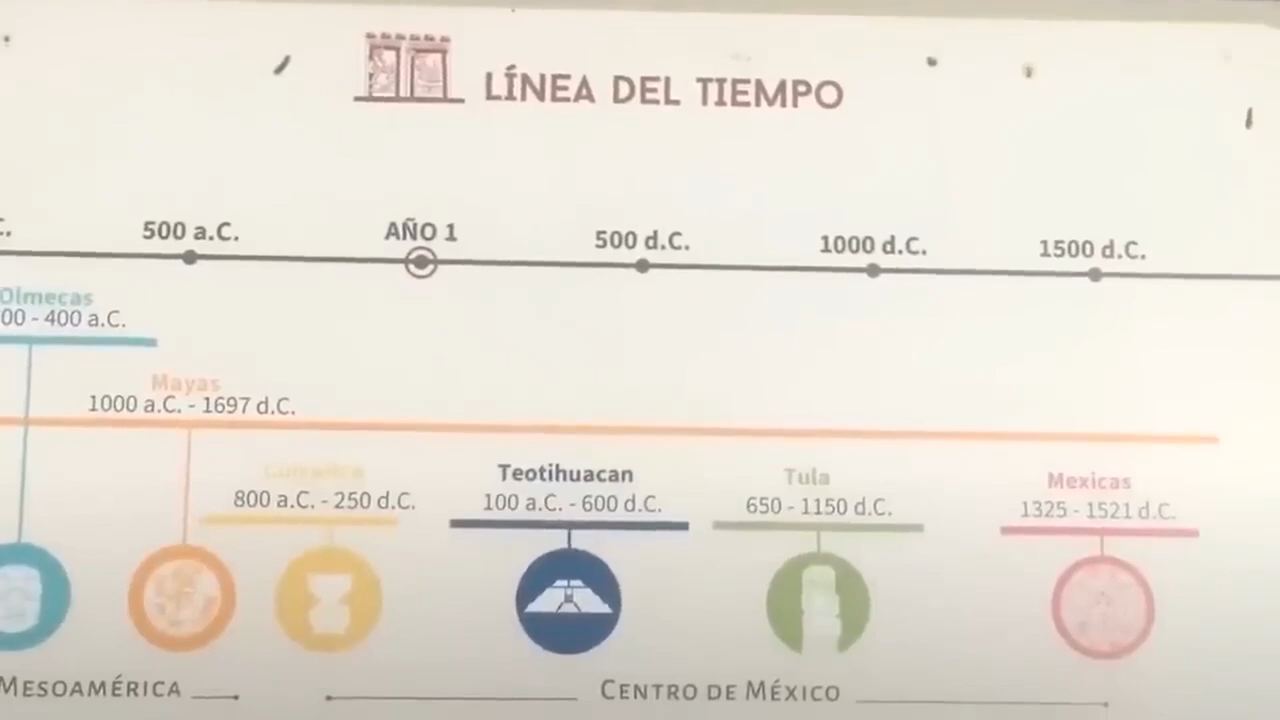 LÍNEA DEL TIEMPO
500 a.C.
AÑO 1
500 d.C.
1000 d.C.
1500 d.C.
Olmecas
00 - 400 a.C.
Mayas
1000 a.C. - 1697 d.C.
800 a.C. - 250 d.C.
Teotihuacan
100 a.C. - 600 d.C.
Tula
650 - 1150 d.C.
Mexicas
1325 - 1521 d.C.
MESOAMÉRICA
CENTRO DE MÉXICO